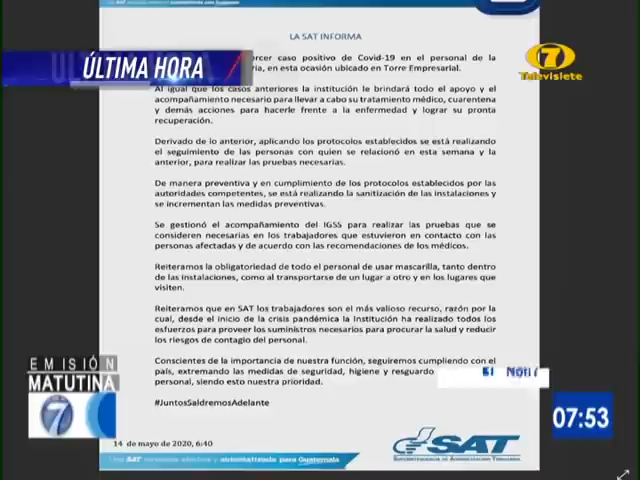 LA SAT INFORMA
ercer caso positivo de Covid-19 en el personal de la
ria, en esta ocasión ubicado en Torre Empresarial.
ÚLTIMA HORA
7
Televisiete
Al igual que los casos anteriores la institución le brindará todo el apoyo y el
acompañamiento necesario para llevar a cabo su tratamiento médico, cuarentena
y demás acciones para hacerle frente a la enfermedad y lograr su pronta
recuperación.
Derivado de lo anterior, aplicando los protocolos establecidos se está realizando
el seguimiento de las personas con quien se relacionó en esta semana y la
anterior, para realizar las pruebas necesarias.
De manera preventiva y en cumplimiento de los protocolos establecidos por las
autoridades competentes, se está realizando la sanitización de las instalaciones y
se incrementan las medidas preventivas.
Se gestionó el acompañamiento del IGSS para realizar las pruebas que se
consideren necesarias en los trabajadores que estuvieron en contacto con las
personas afectadas y de acuerdo con las recomendaciones de los médicos.
Reiteramos la obligatoriedad de todo el personal de usar mascarilla, tanto dentro
de las instalaciones, como al transportarse de un lugar a otro y en los lugares que
visiten.
Reiteramos que en SAT los trabajadores son el más valioso recurso, razón por la
cual, desde el inicio de la crisis pandémica la Institución ha realizado todos los
esfuerzos para proveer los suministros necesarios para procurar la salud y reducir
los riesgos de contagio del personal.
Conscientes de la importancia de nuestra función, seguiremos cumpliendo con el
país, extremando las medidas de seguridad, higiene y resguardo
personal, siendo esto nuestra prioridad.
#JuntosSaldremosAdelante
EMISIÓN
MATUTINA
7
07:53
14 de mayo de 2020, 6:40
SAT
Superintendencia de Administración Tributaria
Una SAT
administrada para Guatemala